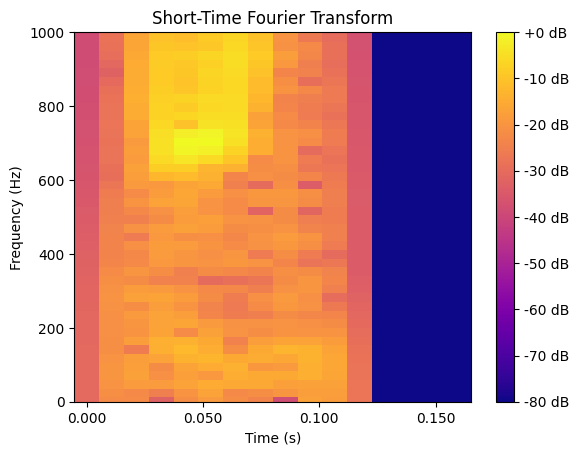 Short-Time Fourier Transform
1000
800
600
400
200
0
Frequency (Hz)
0.000
0.050
0.100
0.150
Time (s)
+0 dB
-10 dB
-20 dB
-30 dB
-40 dB
-50 dB
-60 dB
-70 dB
-80 dB